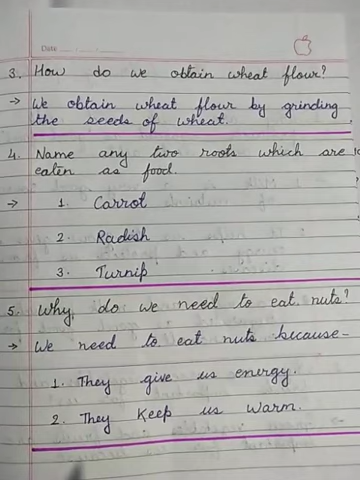 Date
3. How do we obtain wheat flour?
→ We obtain wheat flour by grinding
the seeds of wheat.
4. Name any two roots which are
eaten as food.
→ 1. Carrot
2. Radish
3. Turnip
5. Why do we need to eat nuts?
→ We need to eat nuts because-
1. They give us energy.
2. They keep us warm.